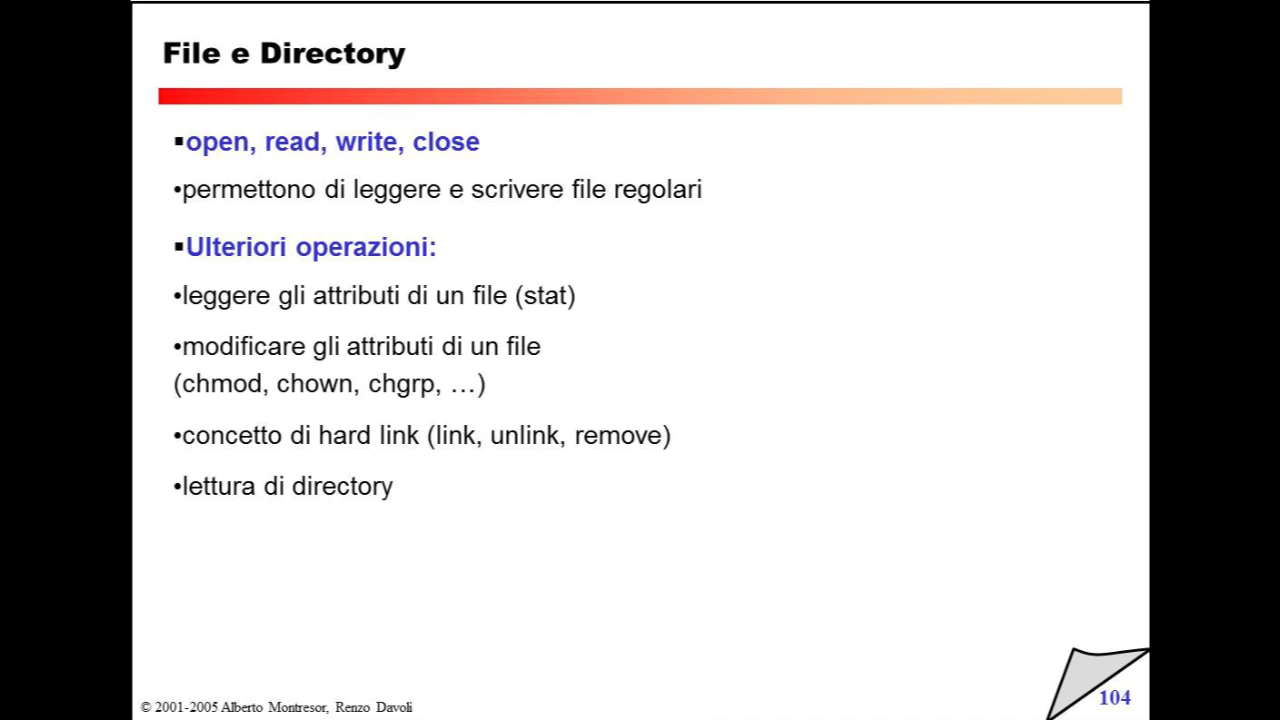 File e Directory
▪open, read, write, close
•permettono di leggere e scrivere file regolari
▪Ulteriori operazioni:
•leggere gli attributi di un file (stat)
•modificare gli attributi di un file
(chmod, chown, chgrp, …)
•concetto di hard link (link, unlink, remove)
•lettura di directory
© 2001-2005 Alberto Montresor, Renzo Davoli
104